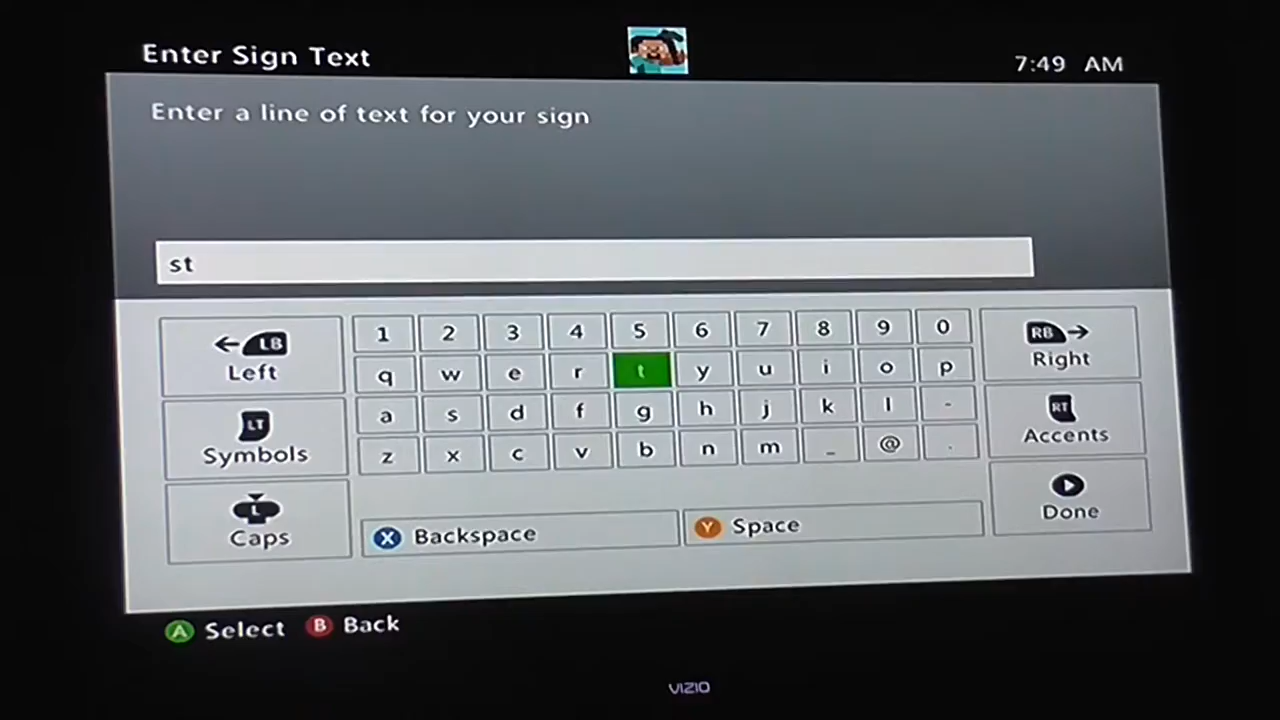 Enter Sign Text
7:49 AM
Enter a line of text for your sign
st
LB
Left
1 2 3 4 5 6 7 8 9 0
RB
Right
q w e r t y u i o p
LT
Symbols
a s d f g h j k l -
RT
Accents
z x c v b n m _ @ .
L
Caps
X Backspace
Y Space
Done
A Select B Back
VIZIO